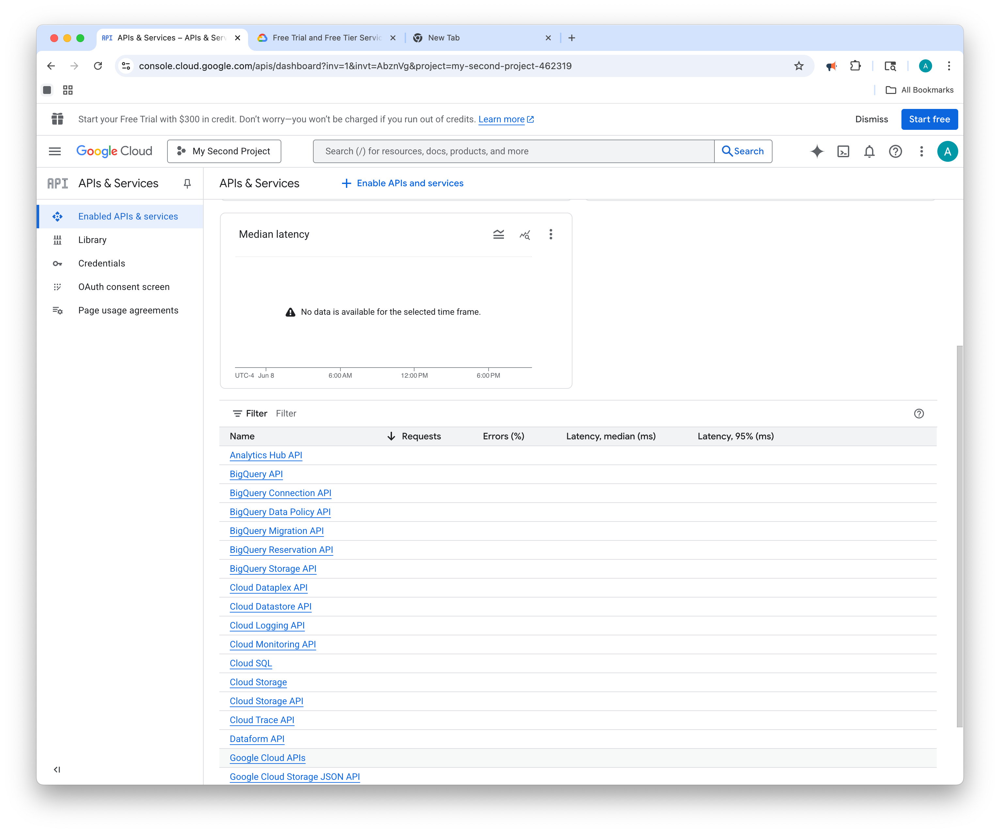 API APIs & Services – APIs & Serv
Free Trial and Free Tier Servic
New Tab
console.cloud.google.com/apis/dashboard?inv=1&invt=AbznVg&project=my-second-project-462319
A
All Bookmarks
Start your Free Trial with $300 in credit. Don’t worry—you won’t be charged if you run out of credits. Learn more
Dismiss
Start free
Google Cloud
My Second Project
Search (/) for resources, docs, products, and more
Search
A
API APIs & Services
APIs & Services
Enable APIs and services
Enabled APIs & services
Library
Credentials
OAuth consent screen
Page usage agreements
Median latency
No data is available for the selected time frame.
UTC-4 Jun 8 6:00 AM 12:00 PM 6:00 PM
Filter Filter
Name Requests Errors (%) Latency, median (ms) Latency, 95% (ms)
Analytics Hub API
BigQuery API
BigQuery Connection API
BigQuery Data Policy API
BigQuery Migration API
BigQuery Reservation API
BigQuery Storage API
Cloud Dataplex API
Cloud Datastore API
Cloud Logging API
Cloud Monitoring API
Cloud SQL
Cloud Storage
Cloud Storage API
Cloud Trace API
Dataform API
Google Cloud APIs
Google Cloud Storage JSON API